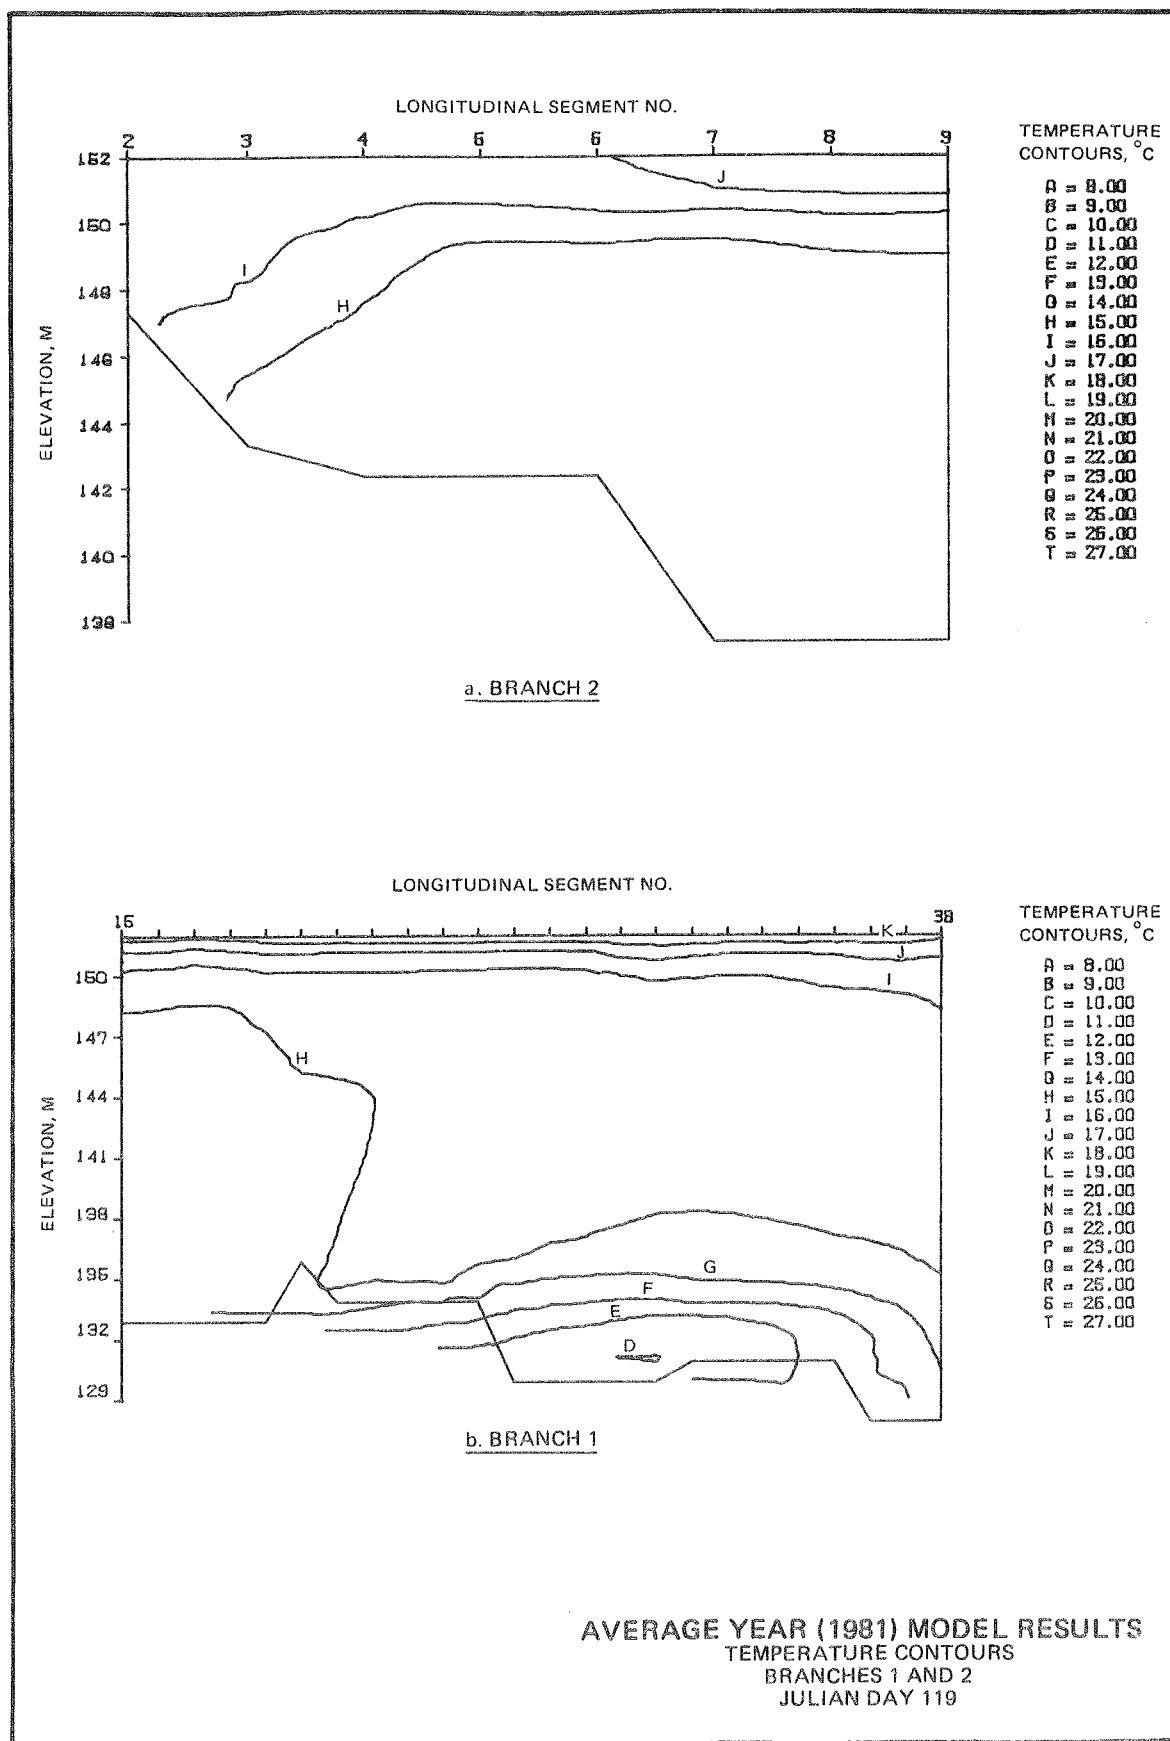 LONGITUDINAL SEGMENT NO.
2 3 4 5 6 7 8 9
TEMPERATURE
CONTOURS, °C
152
150
148
146
144
142
140
138
ELEVATION, M
J
I
H
A = 8.00
B = 9.00
C = 10.00
D = 11.00
E = 12.00
F = 13.00
G = 14.00
H = 15.00
I = 16.00
J = 17.00
K = 18.00
L = 19.00
M = 20.00
N = 21.00
O = 22.00
P = 23.00
Q = 24.00
R = 25.00
S = 26.00
T = 27.00
a. BRANCH 2
LONGITUDINAL SEGMENT NO.
15 38
TEMPERATURE
CONTOURS, °C
150
147
144
141
138
135
132
129
ELEVATION, M
K
J
I
H
G
F
E
D
A = 8.00
B = 9.00
C = 10.00
D = 11.00
E = 12.00
F = 13.00
G = 14.00
H = 15.00
I = 16.00
J = 17.00
K = 18.00
L = 19.00
M = 20.00
N = 21.00
O = 22.00
P = 23.00
Q = 24.00
R = 25.00
S = 26.00
T = 27.00
b. BRANCH 1
AVERAGE YEAR (1981) MODEL RESULTS
TEMPERATURE CONTOURS
BRANCHES 1 AND 2
JULIAN DAY 119